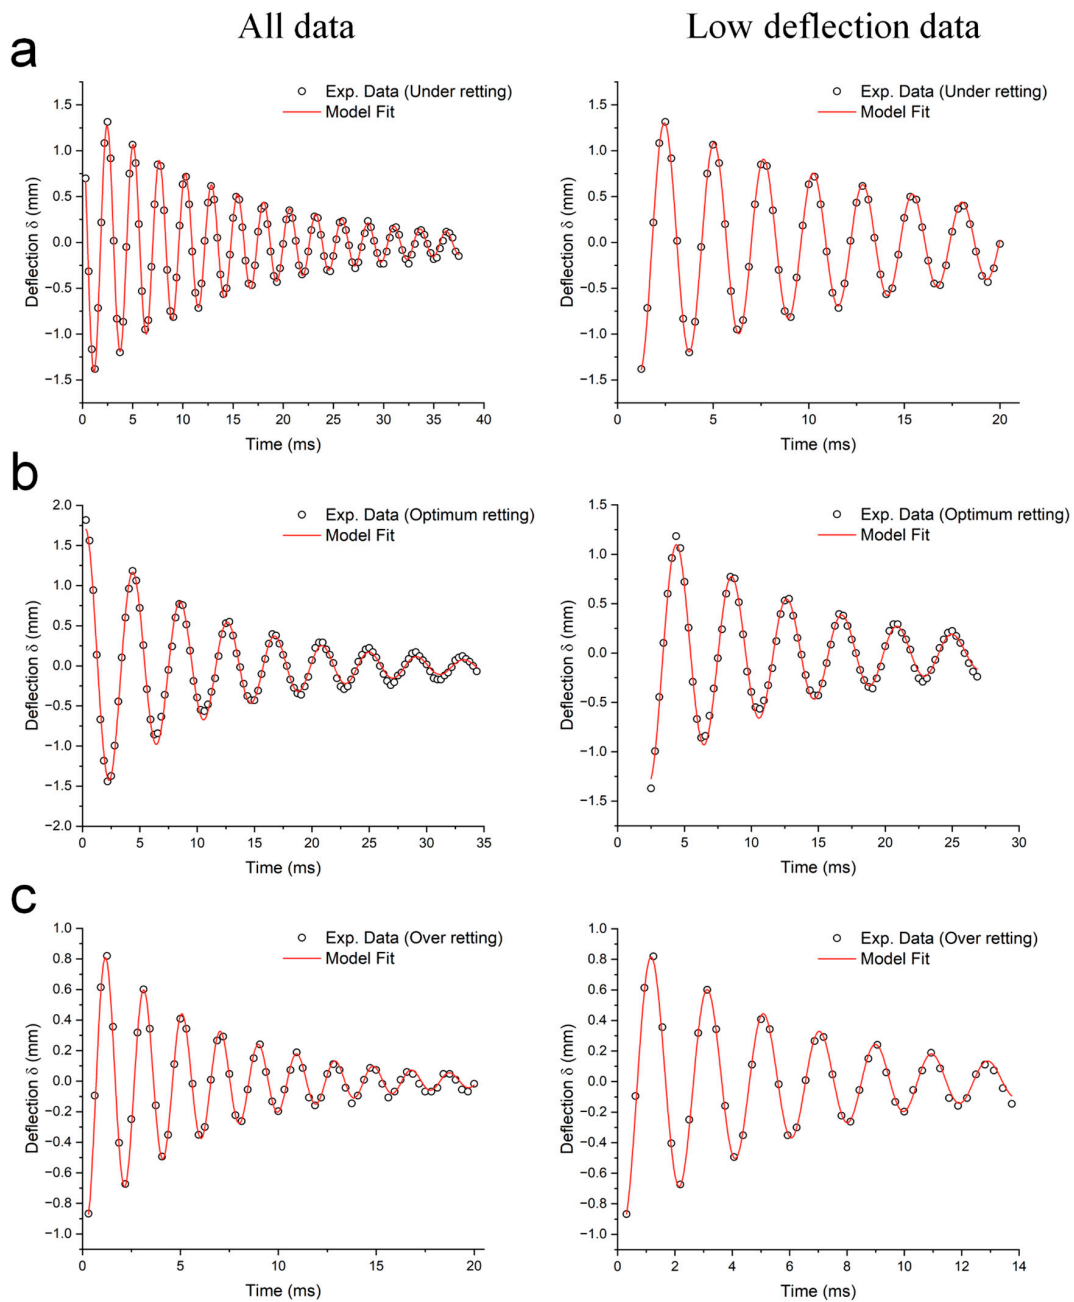 All data
Low deflection data
a
Exp. Data (Under retting)
Model Fit
1.5
1.0
0.5
0.0
−0.5
−1.0
−1.5
Deflection δ (mm)
0 5 10 15 20 25 30 35 40
Time (ms)
Exp. Data (Under retting)
Model Fit
1.5
1.0
0.5
0.0
−0.5
−1.0
−1.5
Deflection δ (mm)
0 5 10 15 20
Time (ms)
b
Exp. Data (Optimum retting)
Model Fit
2.0
1.5
1.0
0.5
0.0
−0.5
−1.0
−1.5
−2.0
Deflection δ (mm)
0 5 10 15 20 25 30 35
Time (ms)
Exp. Data (Optimum retting)
Model Fit
1.5
1.0
0.5
0.0
−0.5
−1.0
−1.5
Deflection δ (mm)
0 5 10 15 20 25 30
Time (ms)
c
Exp. Data (Over retting)
Model Fit
1.0
0.8
0.6
0.4
0.2
0.0
−0.2
−0.4
−0.6
−0.8
−1.0
Deflection δ (mm)
0 5 10 15 20
Time (ms)
Exp. Data (Over retting)
Model Fit
1.0
0.8
0.6
0.4
0.2
0.0
−0.2
−0.4
−0.6
−0.8
−1.0
Deflection δ (mm)
0 2 4 6 8 10 12 14
Time (ms)